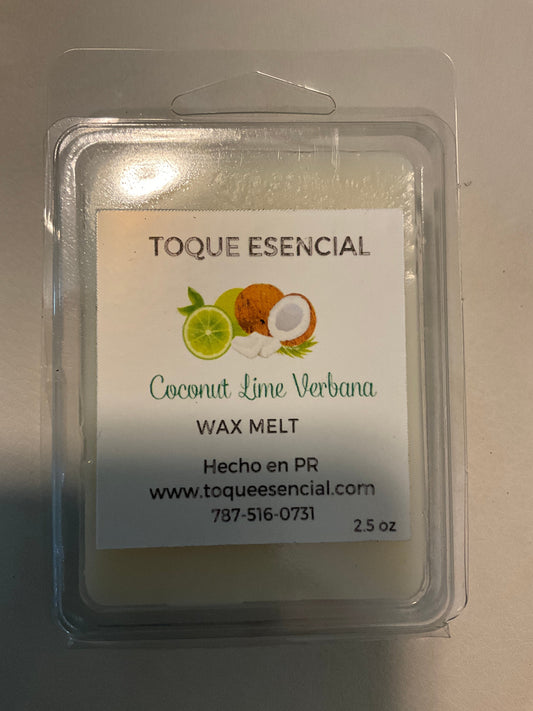 TOQUE ESENCIAL
Coconut Lime Verbana
WAX MELT
Hecho en PR
www.toqueesencial.com
787-516-0731
2.5 oz